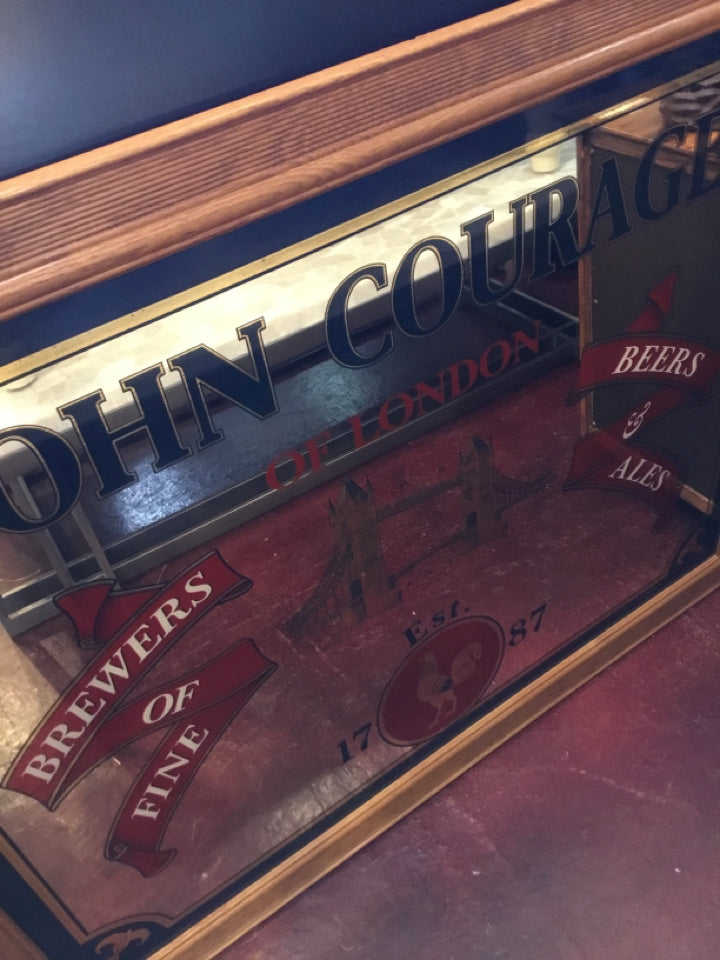 OHN COURAGE
OF LONDON
BREWERS
OF
FINE
BEERS
&
ALES
Est.
17 87